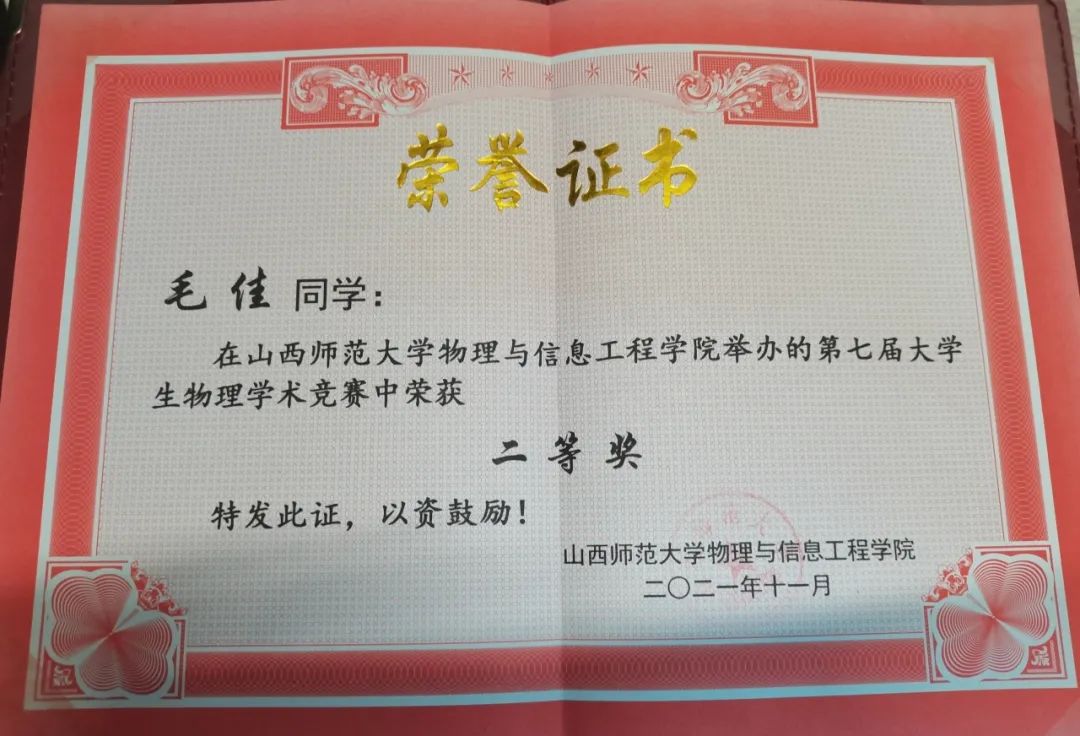 荣誉证书
毛佳 同学：
在山西师范大学物理与信息工程学院举办的第七届大学
生物理学术竞赛中荣获
二等奖
特发此证，以资鼓励！
山西师范大学物理与信息工程学院
二〇二一年十一月